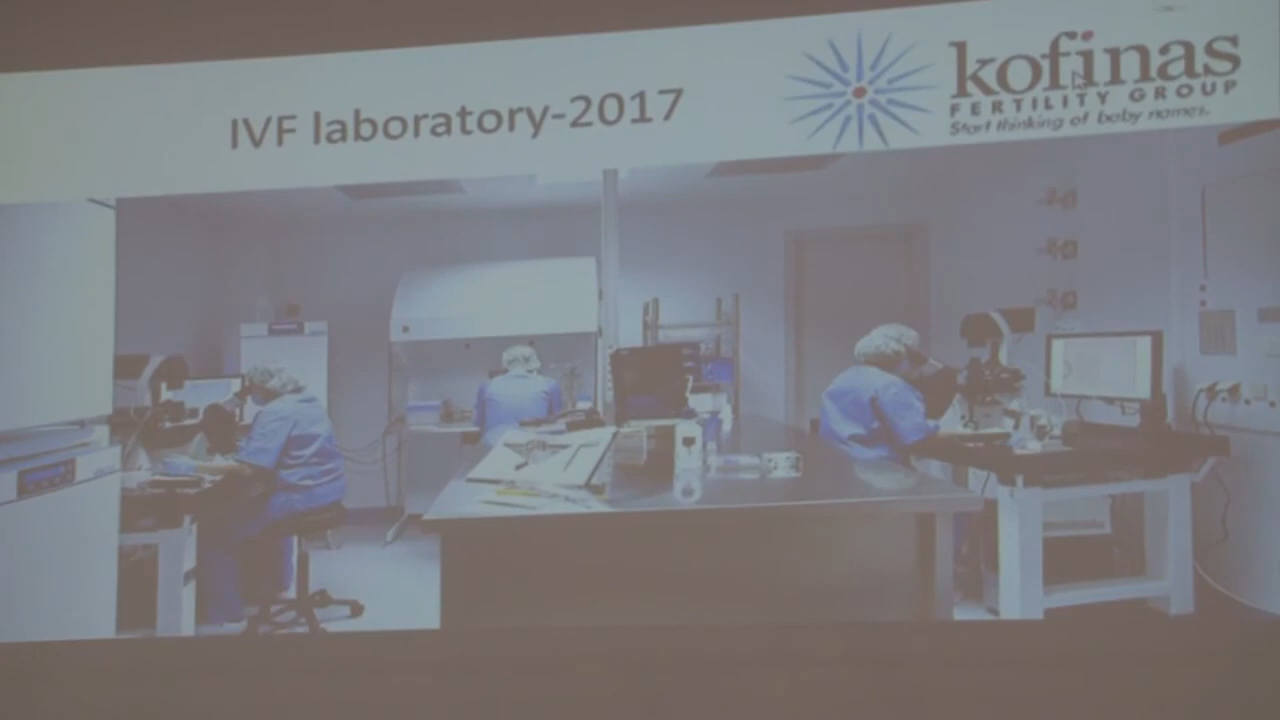 IVF laboratory-2017
kofinas
FERTILITY GROUP
Start thinking of baby names.